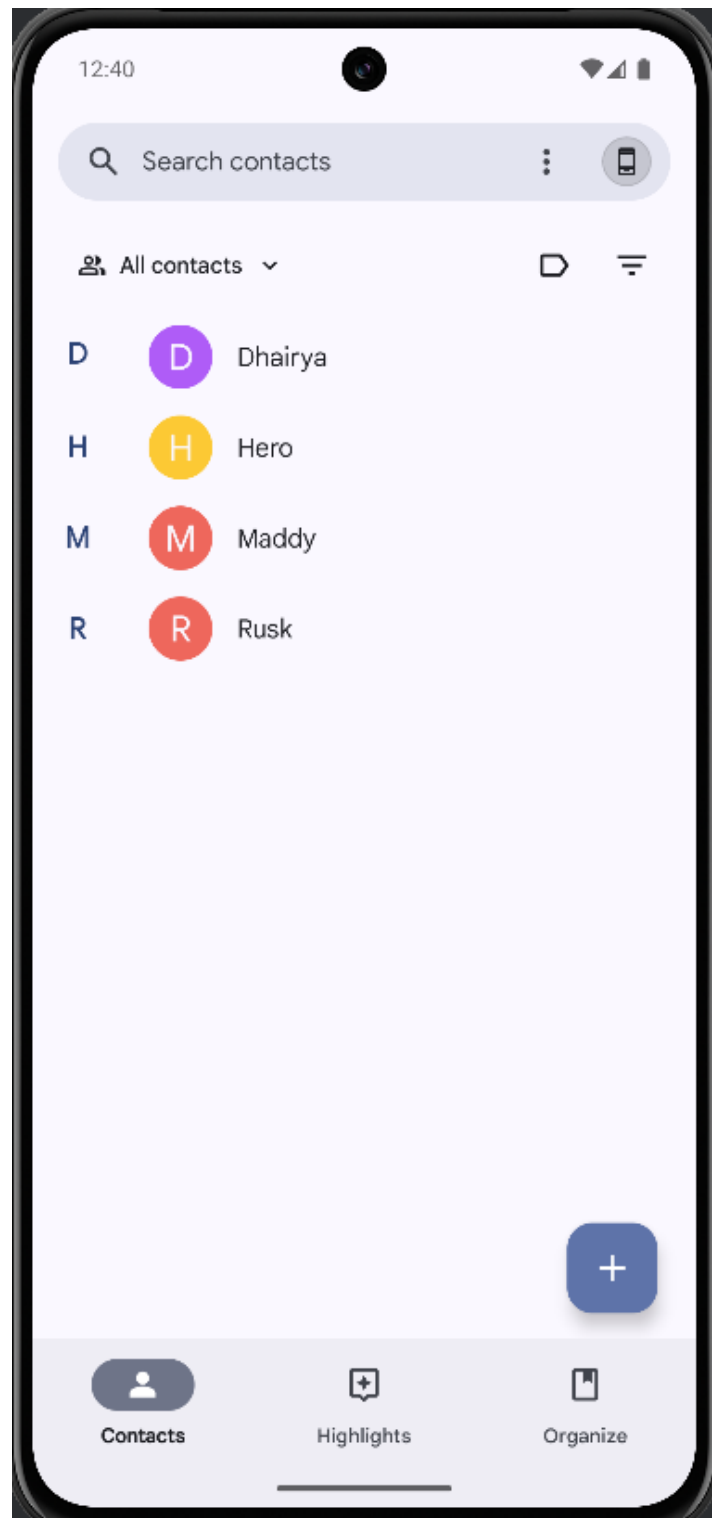 12:40
Search contacts
All contacts
D D Dhairya
H H Hero
M M Maddy
R R Rusk
Contacts Highlights Organize